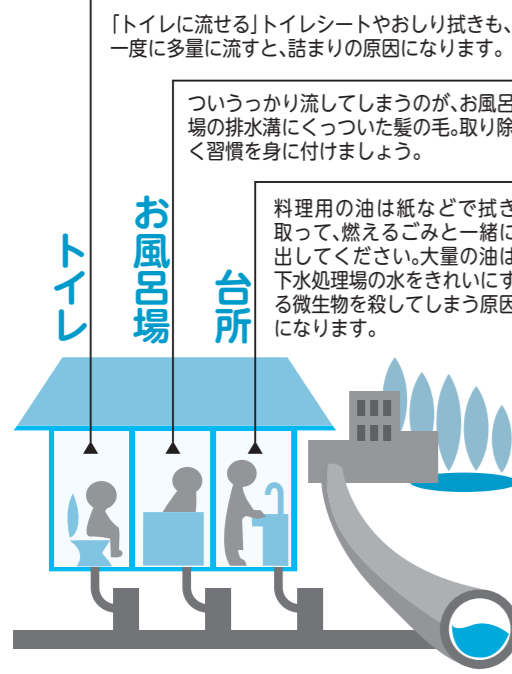 「トイレに流せる」トイレシートやおしり拭きも、
一度に多量に流すと、詰まりの原因になります。
ついうっかり流してしまうのが、お風呂
場の排水溝にくっついた髪の毛。取り除
く習慣を身に付けましょう。
料理用の油は紙などで拭き
取って、燃えるごみと一緒に
出してください。大量の油は
下水処理場の水をきれいにす
る微生物を殺してしまう原因
になります。
トイレ
お風呂場
台所